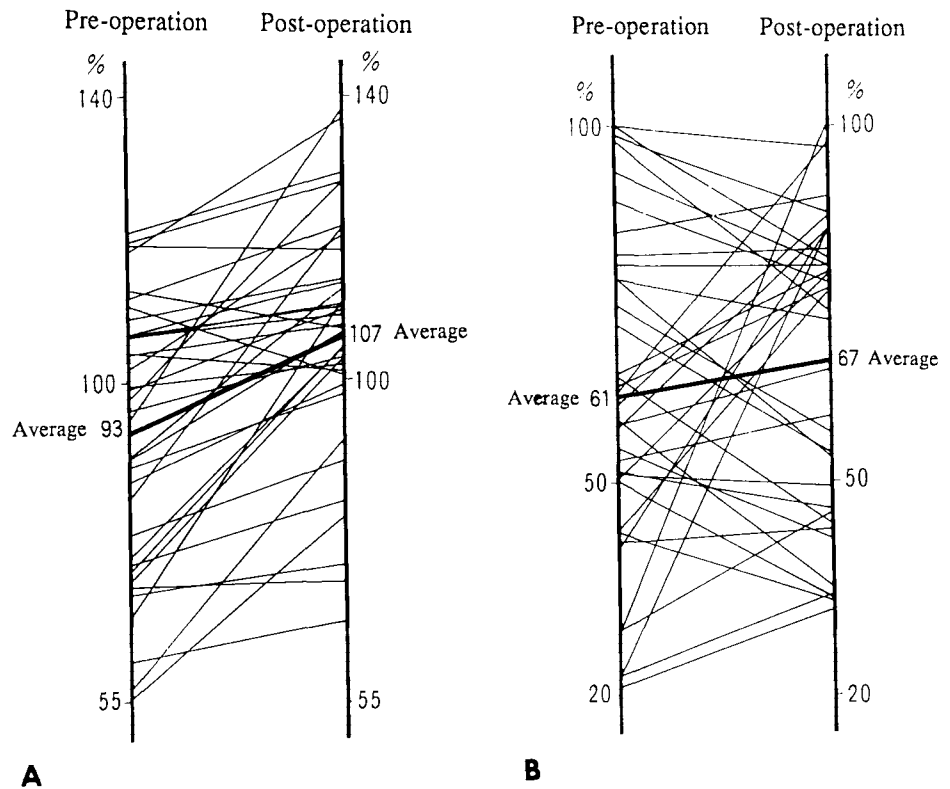 Pre-operation Post-operation
% %
140 140
100 100
107 Average
Average 93
55 55
A
Pre-operation Post-operation
% %
100 100
67 Average
Average 61
50 50
20 20
B